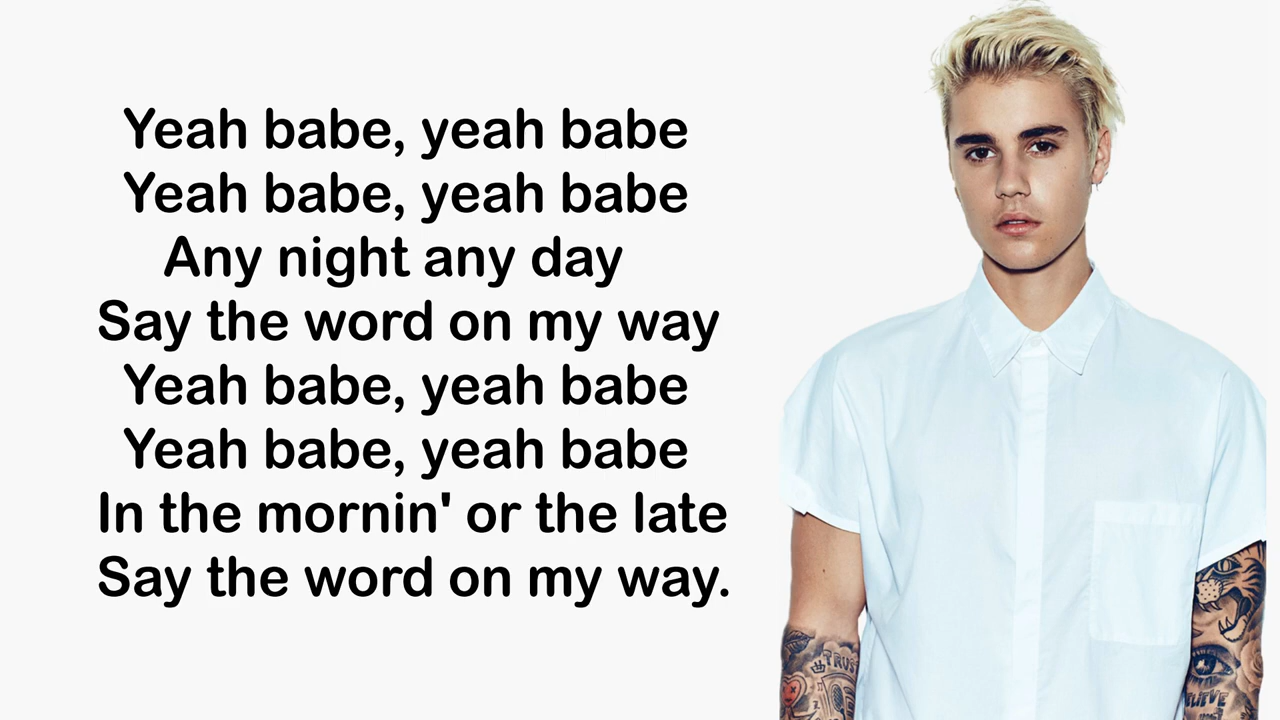 Yeah babe, yeah babe
Yeah babe, yeah babe
Any night any day
Say the word on my way
Yeah babe, yeah babe
Yeah babe, yeah babe
In the mornin' or the late
Say the word on my way.
TRUST